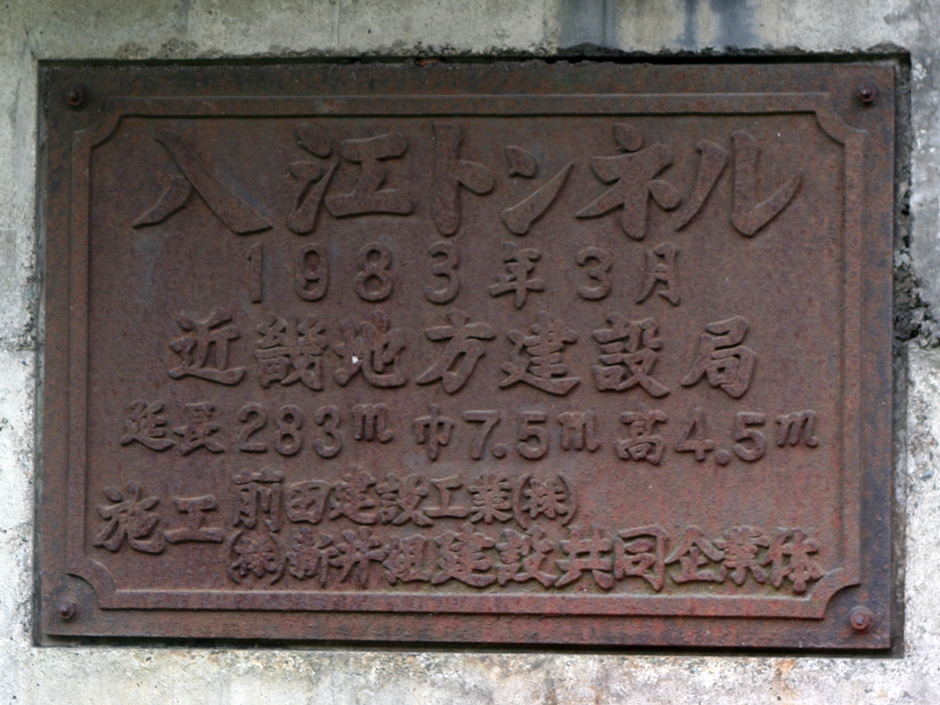 入江トンネル
1983年3月
近畿地方建設局
延長283m 巾7.5m 高4.5m
施工 前田建設工業(株)
(株)新井組建設共同企業体